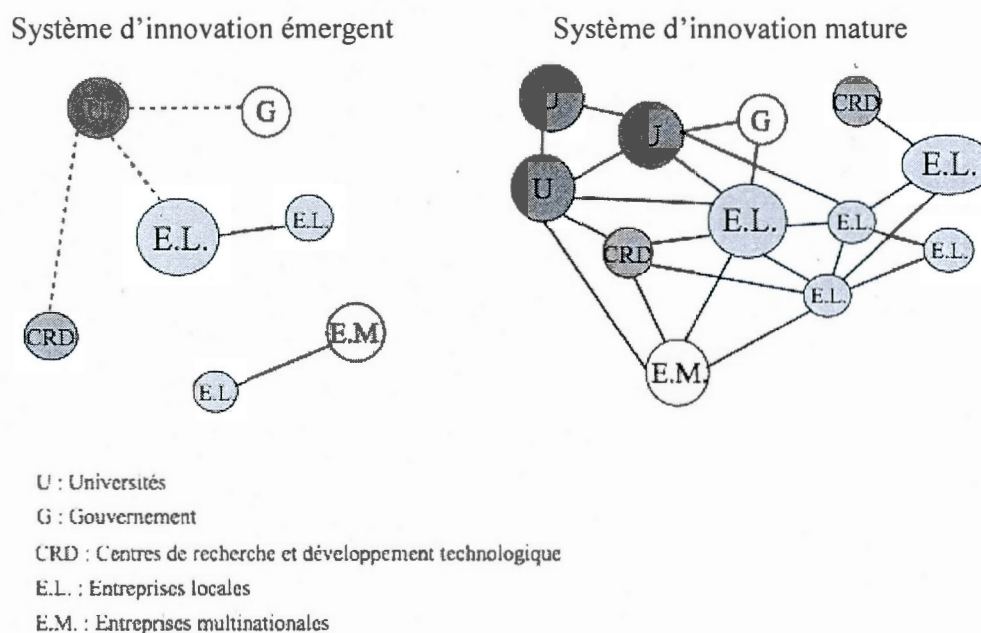 Système d'innovation émergent
Système d'innovation mature
U
G
E.L.
E.L.
CRD
E.M.
E.L.
U
U
G
CRD
E.L.
U
E.L.
E.L.
E.L.
CRD
E.L.
E.M.
U : Universités
G : Gouvernement
CRD : Centres de recherche et développement technologique
E.L. : Entreprises locales
E.M. : Entreprises multinationales